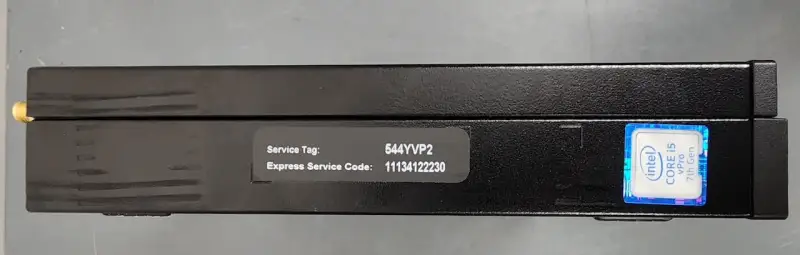 Service Tag: 544YVP2
Express Service Code: 11134122230
intel
CORE i5
vPro
7th Gen